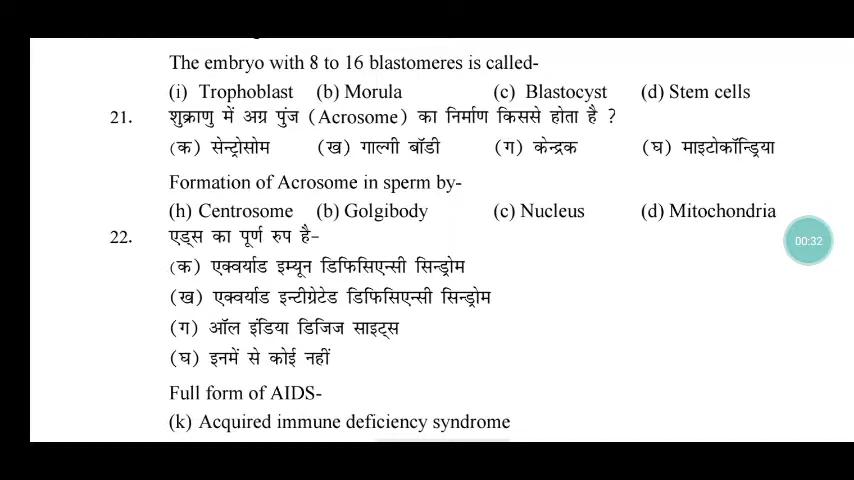 The embryo with 8 to 16 blastomeres is called-
(i) Trophoblast (b) Morula (c) Blastocyst (d) Stem cells
21. शुक्राणु में अग्र पुंज (Acrosome) का निर्माण किससे होता है ?
(क) सेन्ट्रोसोम (ख) गाल्गी बॉडी (ग) केन्द्रक (घ) माइटोकॉन्ड्रिया
Formation of Acrosome in sperm by-
(h) Centrosome (b) Golgibody (c) Nucleus (d) Mitochondria
00:32
22. एड्स का पूर्ण रुप है–
(क) एक्वर्याड इम्यून डिफिसिएन्सी सिन्ड्रोम
(ख) एक्वर्याड इन्टीग्रेटेड डिफिसिएन्सी सिन्ड्रोम
(ग) ऑल इंडिया डिजिज साइट्स
(घ) इनमें से कोई नहीं
Full form of AIDS-
(k) Acquired immune deficiency syndrome